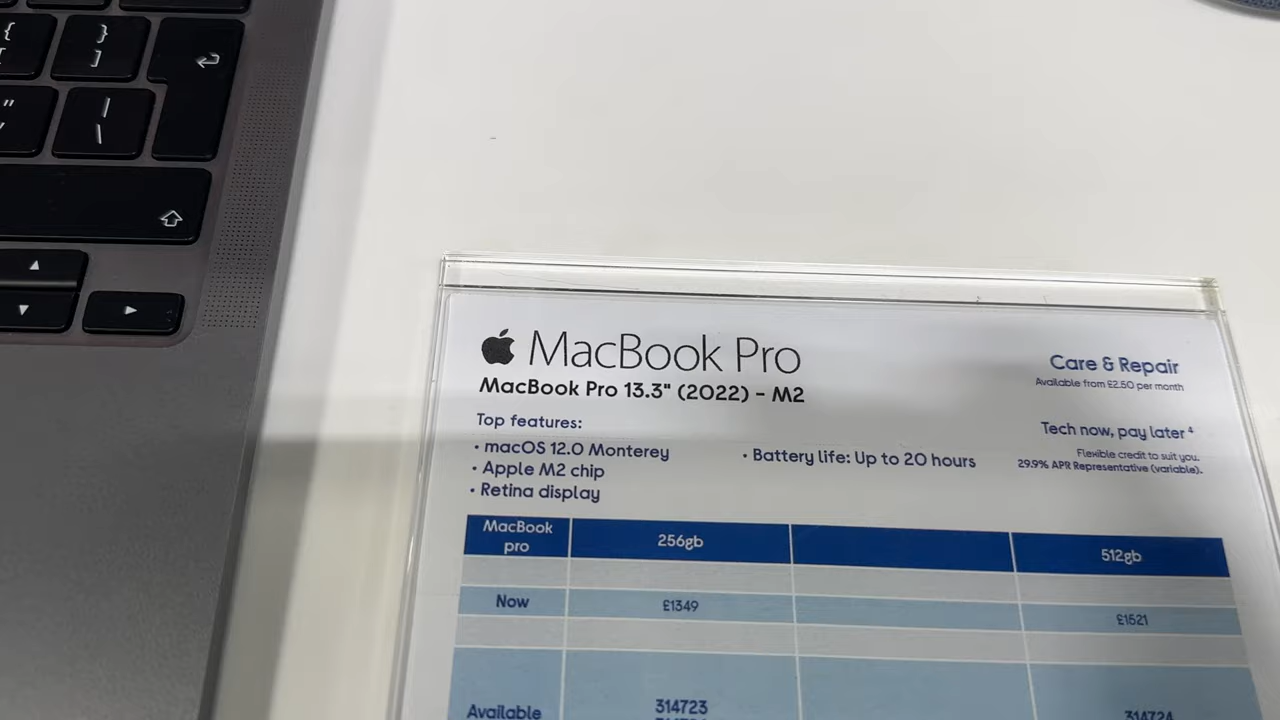 {
}
]
"
|
\
MacBook Pro
MacBook Pro 13.3" (2022) - M2
Care & Repair
Available from £2.50 per month
Top features:
• macOS 12.0 Monterey
• Apple M2 chip
• Retina display
• Battery life: Up to 20 hours
Tech now, pay later 4
Flexible credit to suit you.
29.9% APR Representative (variable).
MacBook pro 256gb 512gb
Now £1349 £1521
Available 314723 314724